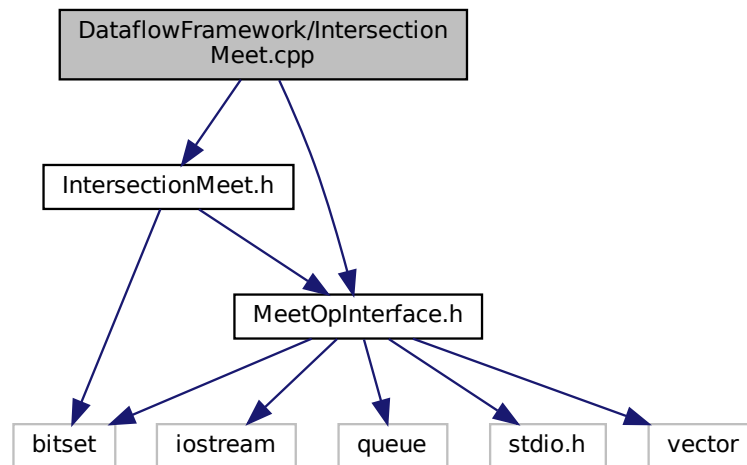 DataflowFramework/Intersection
Meet.cpp
IntersectionMeet.h
MeetOpInterface.h
bitset
iostream
queue
stdio.h
vector